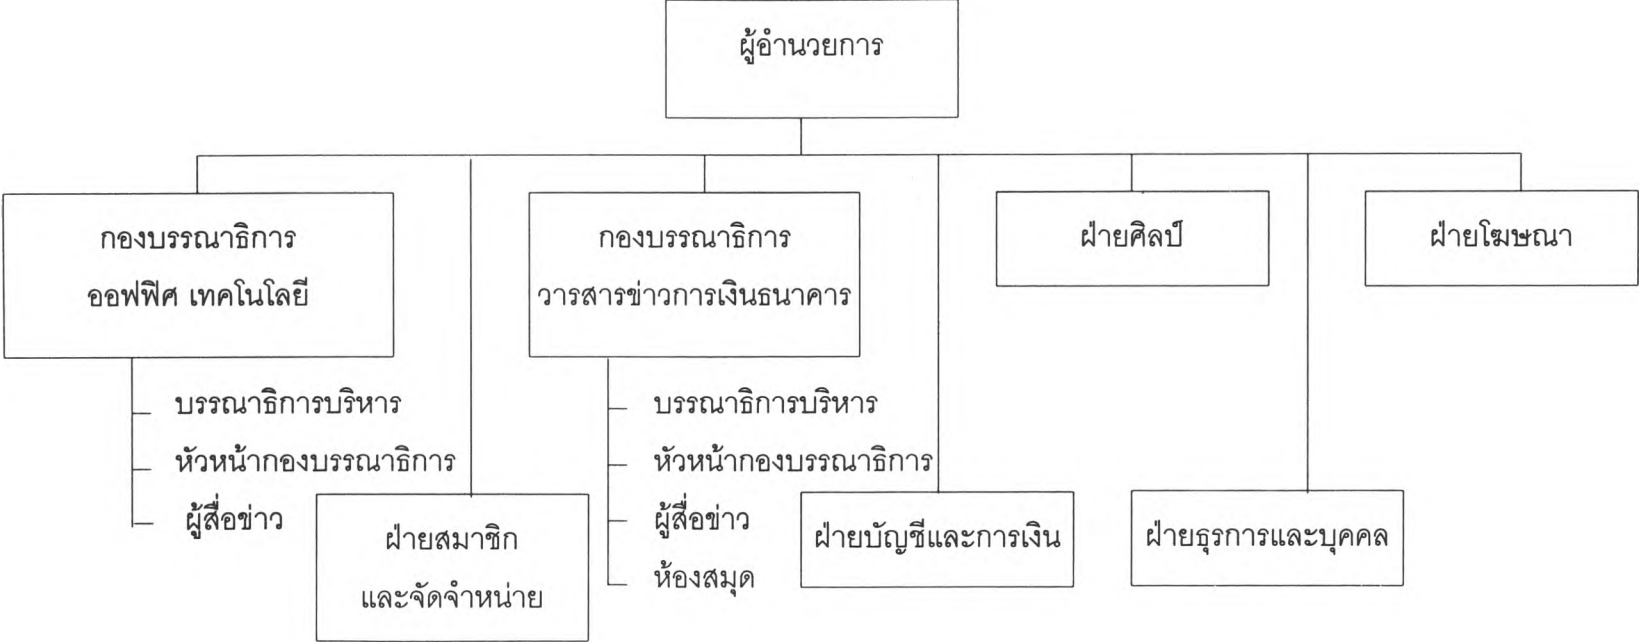 ผู้อำนวยการ
กองบรรณาธิการ
ออฟฟิศ เทคโนโลยี
บรรณาธิการบริหาร
หัวหน้ากองบรรณาธิการ
ผู้สื่อข่าว
ฝ่ายสมาชิก
และจัดจำหน่าย
กองบรรณาธิการ
วารสารข่าวการเงินธนาคาร
บรรณาธิการบริหาร
หัวหน้ากองบรรณาธิการ
ผู้สื่อข่าว
ห้องสมุด
ฝ่ายบัญชีและการเงิน
ฝ่ายศิลป์
ฝ่ายธุรการและบุคคล
ฝ่ายโฆษณา